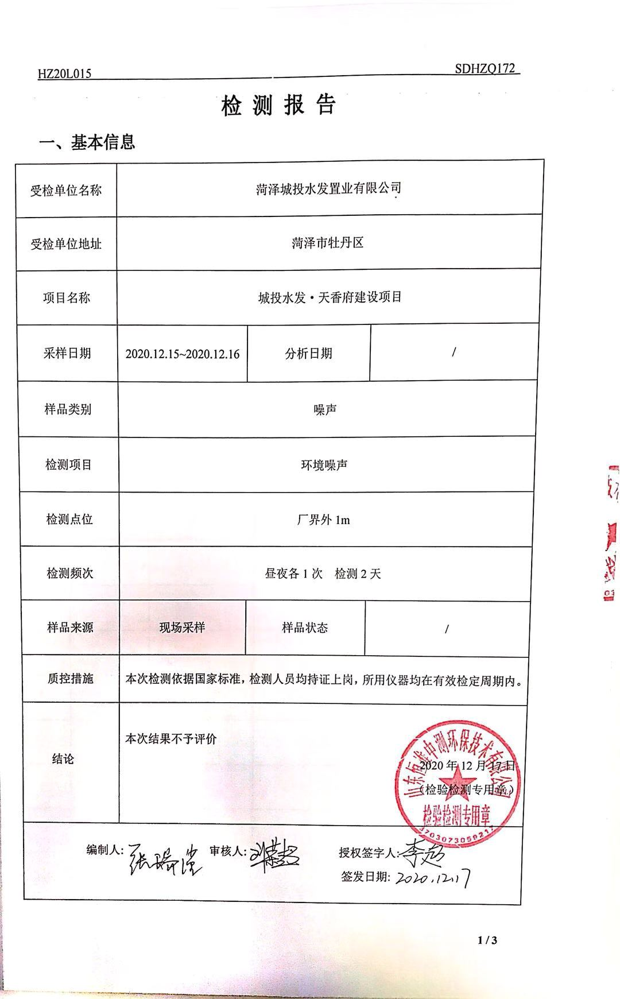 HZ20L015 SDHZQ172
检测报告
一、基本信息
受检单位名称 菏泽城投水发置业有限公司
受检单位地址 菏泽市牡丹区
项目名称 城投水发·天香府建设项目
采样日期 2020.12.15~2020.12.16 分析日期 /
样品类别 噪声
检测项目 环境噪声
检测点位 厂界外 1m
检测频次 昼夜各 1 次 检测 2 天
样品来源 现场采样 样品状态 /
质控措施 本次检测依据国家标准，检测人员均持证上岗，所用仪器均在有效检定周期内。
结论 本次结果不予评价
山东恒准中测环保技术有限公司
2020 年 12 月 17 日
（检验检测专用章）
检验检测专用章
3703073059217
编制人: 审核人: 授权签字人:
签发日期: 2020.12.17
1 / 3